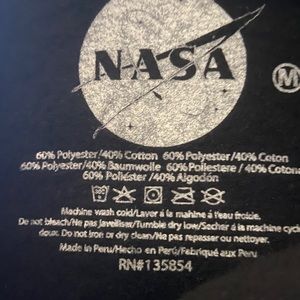 NASA
M
60% Polyester/40% Cotton 60% Polyester/40% Coton
60% Polyester/40% Baumwolle 60% Poliestere / 40% Cotone
60% Poliéster /40% Algodón
Machine wash cold/Laver á la mahine à l'eau froide.
Do not bleach/Ne pas javelliser/Tumble dry low/Secher a la machine cycle
doux. Do not iron or dry clean/Ne pas repasser ou nettoyer.
Made in Peru/Hecho en Perú/Fabriqué aux Peru
RN#135854